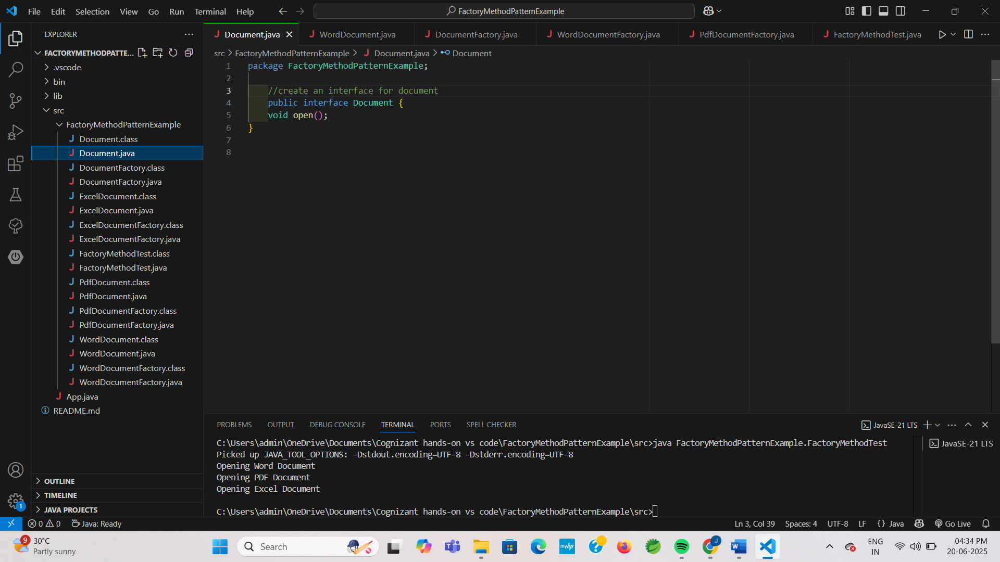 File Edit Selection View Go Run Terminal Help
FactoryMethodPatternExample
EXPLORER
FACTORYMETHODPATTE...
.vscode
bin
lib
src
FactoryMethodPatternExample
Document.class
Document.java
DocumentFactory.class
DocumentFactory.java
ExcelDocument.class
ExcelDocument.java
ExcelDocumentFactory.class
ExcelDocumentFactory.java
FactoryMethodTest.class
FactoryMethodTest.java
PdfDocument.class
PdfDocument.java
PdfDocumentFactory.class
PdfDocumentFactory.java
WordDocument.class
WordDocument.java
WordDocumentFactory.class
WordDocumentFactory.java
App.java
README.md
OUTLINE
TIMELINE
JAVA PROJECTS
1
Document.java WordDocument.java DocumentFactory.java WordDocumentFactory.java PdfDocumentFactory.java FactoryMethodTest.java
src > FactoryMethodPatternExample > Document.java > Document
1 package FactoryMethodPatternExample;
2
3 //create an interface for document
4 public interface Document {
5 void open();
6 }
7
8
PROBLEMS OUTPUT DEBUG CONSOLE TERMINAL PORTS SPELL CHECKER
JavaSE-21 LTS
C:\Users\admin\OneDrive\Documents\Cognizant hands-on vs code\FactoryMethodPatternExample\src>java FactoryMethodPatternExample.FactoryMethodTest
Picked up JAVA_TOOL_OPTIONS: -Dstdout.encoding=UTF-8 -Dstderr.encoding=UTF-8
Opening Word Document
Opening PDF Document
Opening Excel Document
C:\Users\admin\OneDrive\Documents\Cognizant hands-on vs code\FactoryMethodPatternExample\src>
JavaSE-21 LTS
0 0 Java: Ready
Ln 3, Col 39 Spaces: 4 UTF-8 LF {} Java Go Live
9
30°C
Partly sunny
Search
myhp
J
ENG
IN
04:34 PM
20-06-2025